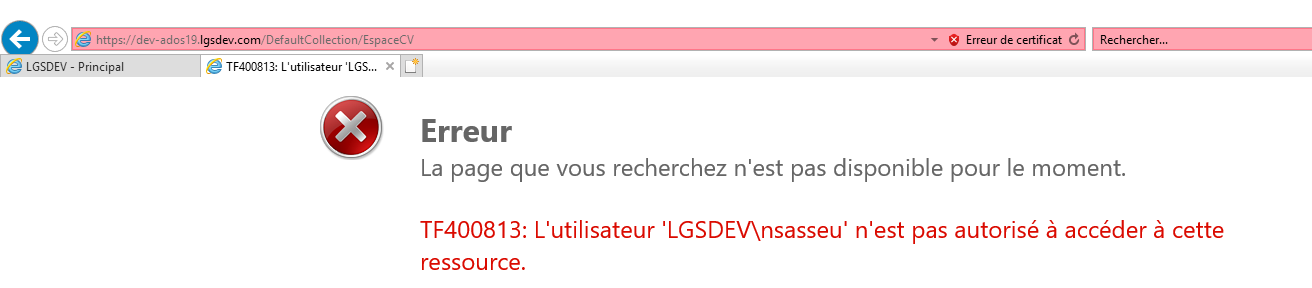 https://dev-ados19.lgsdev.com/DefaultCollection/EspaceCV
Erreur de certificat
Rechercher...
LGSDEV - Principal
TF400813: L'utilisateur 'LGS...
Erreur
La page que vous recherchez n'est pas disponible pour le moment.
TF400813: L'utilisateur 'LGSDEV\nsasseu' n'est pas autorisé à accéder à cette
ressource.